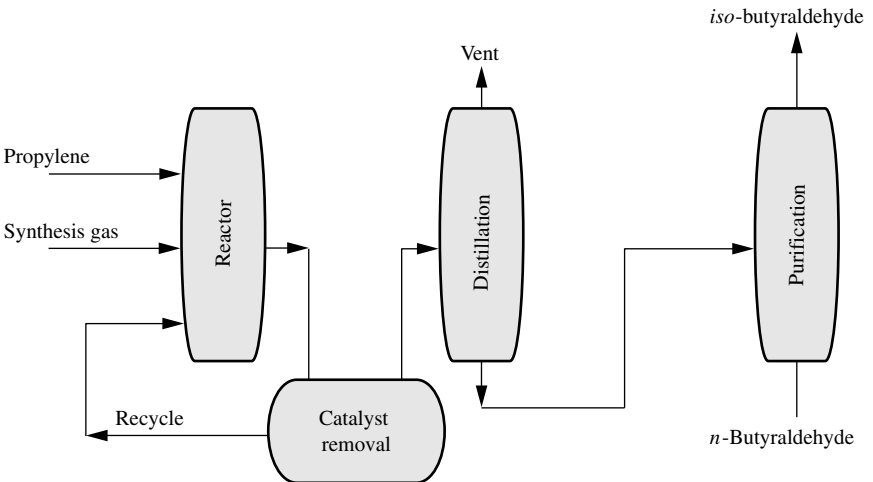 iso-butyraldehyde
Vent
Propylene
Synthesis gas
Reactor
Distillation
Purification
Recycle
Catalyst
removal
n-Butyraldehyde